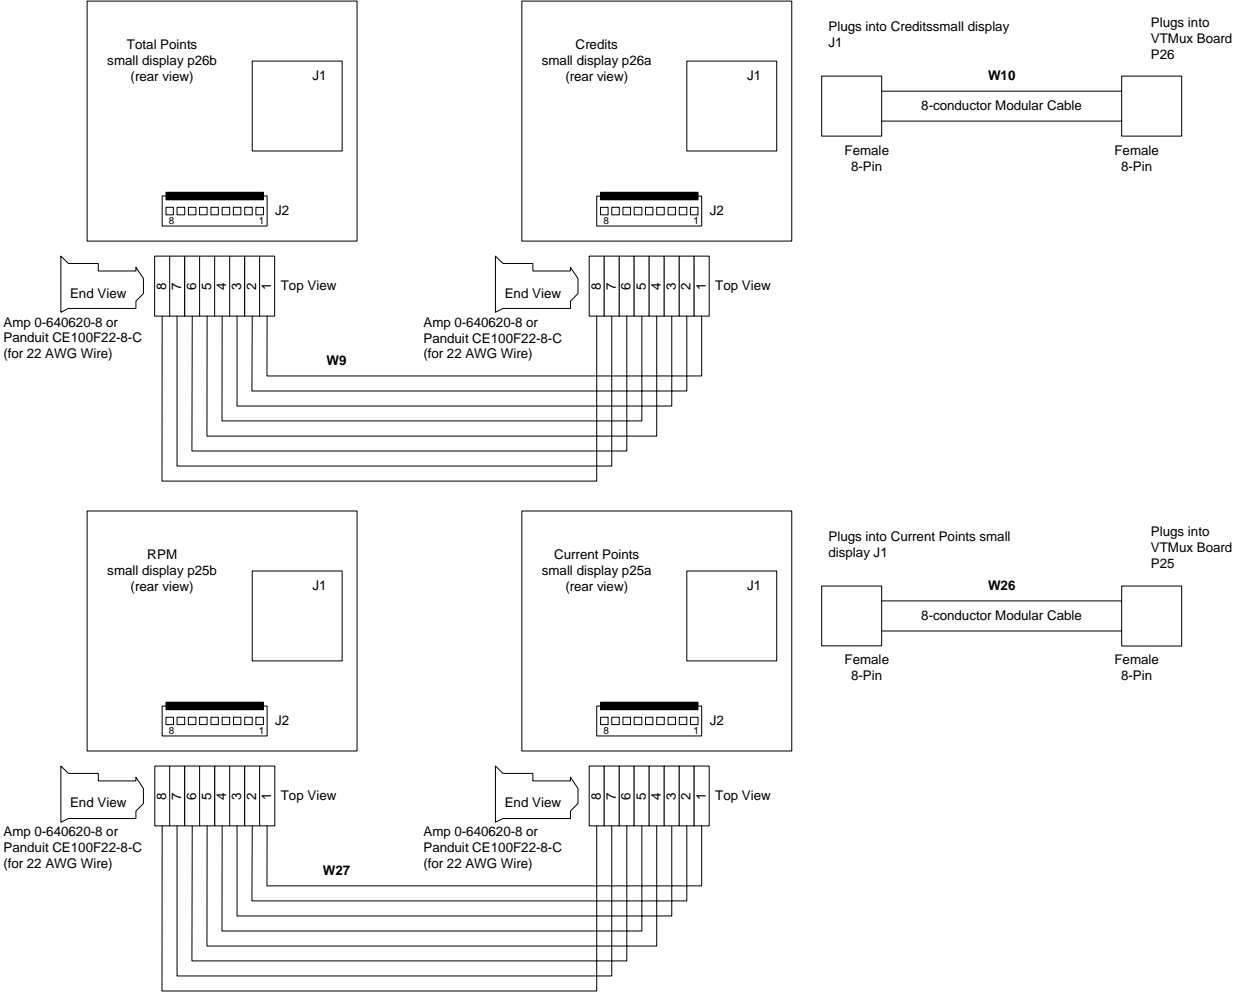 Total Points
small display p26b
(rear view)
J1
J2
8 1
Credits
small display p26a
(rear view)
J1
J2
8 1
Plugs into Creditssmall display
J1
Plugs into
VTMux Board
P26
W10
8-conductor Modular Cable
Female
8-Pin
Female
8-Pin
End View
8 7 6 5 4 3 2 1
Top View
Amp 0-640620-8 or
Panduit CE100F22-8-C
(for 22 AWG Wire)
End View
8 7 6 5 4 3 2 1
Top View
Amp 0-640620-8 or
Panduit CE100F22-8-C
(for 22 AWG Wire)
W9
RPM
small display p25b
(rear view)
J1
J2
8 1
Current Points
small display p25a
(rear view)
J1
J2
8 1
Plugs into Current Points small
display J1
Plugs into
VTMux Board
P25
W26
8-conductor Modular Cable
Female
8-Pin
Female
8-Pin
End View
8 7 6 5 4 3 2 1
Top View
Amp 0-640620-8 or
Panduit CE100F22-8-C
(for 22 AWG Wire)
End View
8 7 6 5 4 3 2 1
Top View
Amp 0-640620-8 or
Panduit CE100F22-8-C
(for 22 AWG Wire)
W27